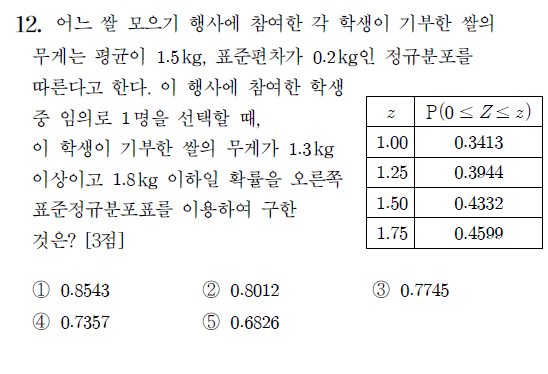 12. 어느 쌀 모으기 행사에 참여한 각 학생이 기부한 쌀의
무게는 평균이 1.5kg, 표준편차가 0.2kg인 정규분포를
따른다고 한다. 이 행사에 참여한 학생
중 임의로 1명을 선택할 때,
이 학생이 기부한 쌀의 무게가 1.3kg
이상이고 1.8kg 이하일 확률을 오른쪽
표준정규분포표를 이용하여 구한
것은? [3점]
z P(0≤Z≤z)
1.00 0.3413
1.25 0.3944
1.50 0.4332
1.75 0.4599
① 0.8543 ② 0.8012 ③ 0.7745
④ 0.7357 ⑤ 0.6826